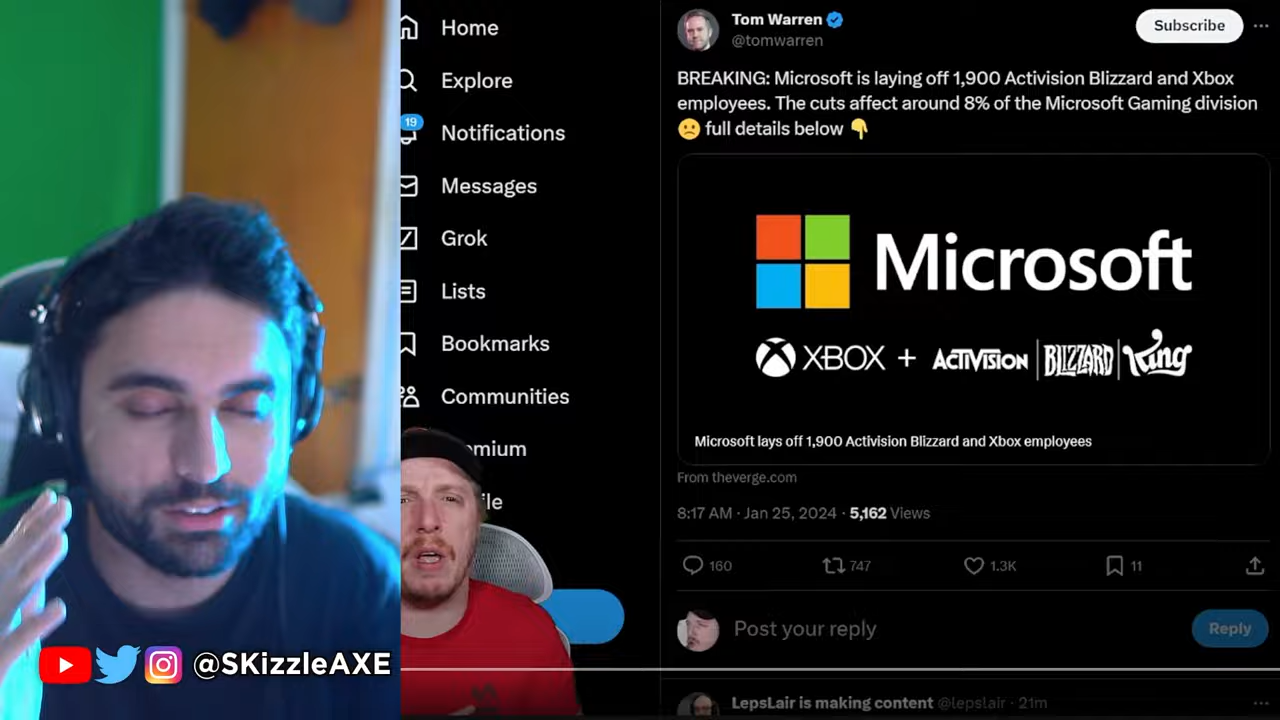 Home
Explore
19
Notifications
Messages
Grok
Lists
Bookmarks
Communities
emium
ile
Tom Warren
@tomwarren
Subscribe
BREAKING: Microsoft is laying off 1,900 Activision Blizzard and Xbox
employees. The cuts affect around 8% of the Microsoft Gaming division
full details below
Microsoft
XBOX + ACTIVISION | BLIZZARD | King
Microsoft lays off 1,900 Activision Blizzard and Xbox employees
From theverge.com
8:17 AM · Jan 25, 2024 · 5,162 Views
160 747 1.3K 11
Post your reply
Reply
LepsLair is making content @lepslair · 21m
@SKizzleAXE